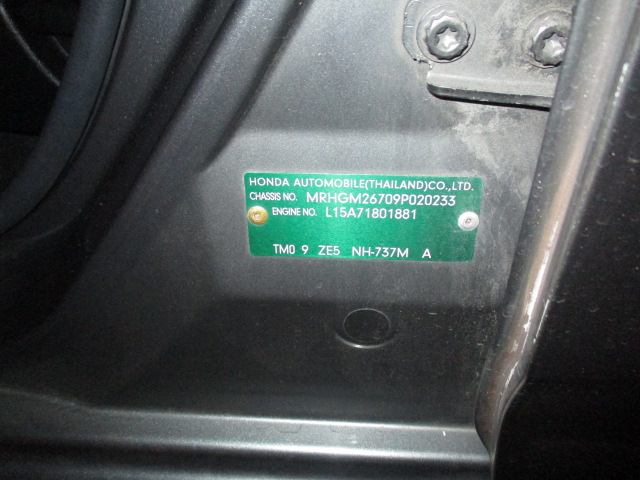 HONDA AUTOMOBILE(THAILAND)CO.,LTD.
CHASSIS NO. MRHGM26709P020233
ENGINE NO. L15A71801881
TM0 9 ZE5 NH-737M A